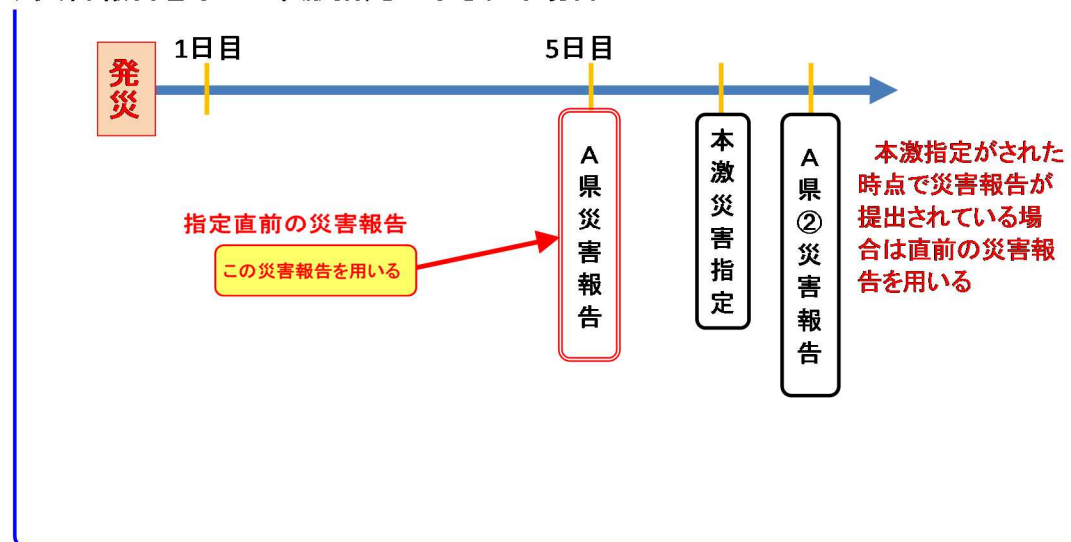 1日目
5日目
発災
A県災害報告
本激災害指定
A県②災害報告
本激指定がされた
時点で災害報告が
提出されている場
合は直前の災害報
告を用いる
指定直前の災害報告
この災害報告を用いる